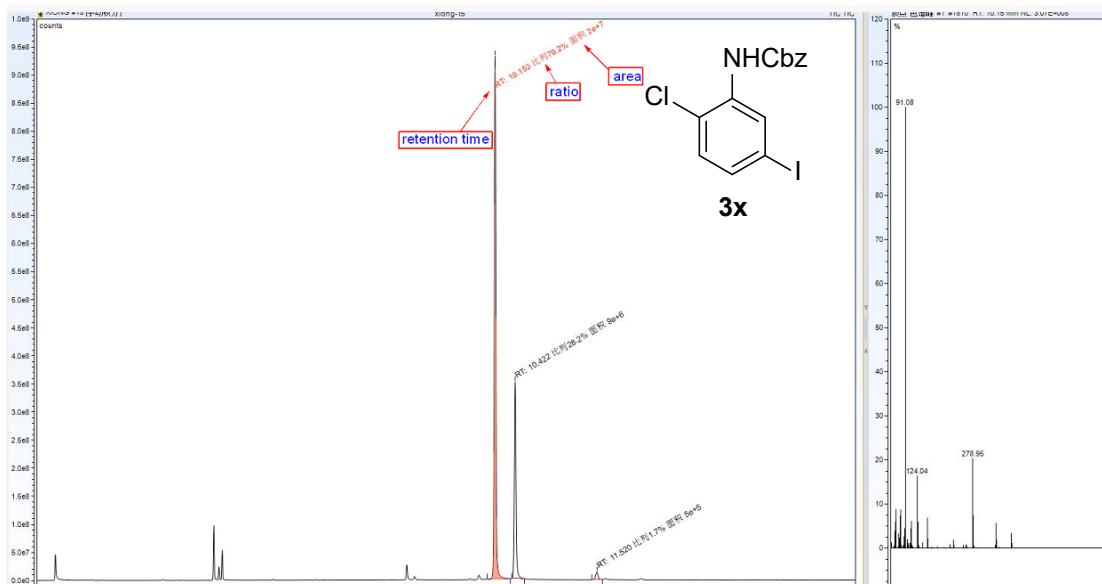 xiong-15
TIC TIC
counts
1.0e9
9.5e8
9.0e8
8.5e8
8.0e8
7.5e8
7.0e8
6.5e8
6.0e8
5.5e8
5.0e8
4.5e8
4.0e8
3.5e8
3.0e8
2.5e8
2.0e8
1.5e8
1.0e8
5.0e7
0.0e0
RT: 10.153 比列70.2% 面积 2e+7
retention time
ratio
area
NHCbz
Cl
I
3x
RT: 10.422 比列28.2% 面积 9e+6
RT: 11.520 比列1.7% 面积 5e+5
%
120
110
100
90
80
70
60
50
40
30
20
10
0
91.08
124.04
278.95